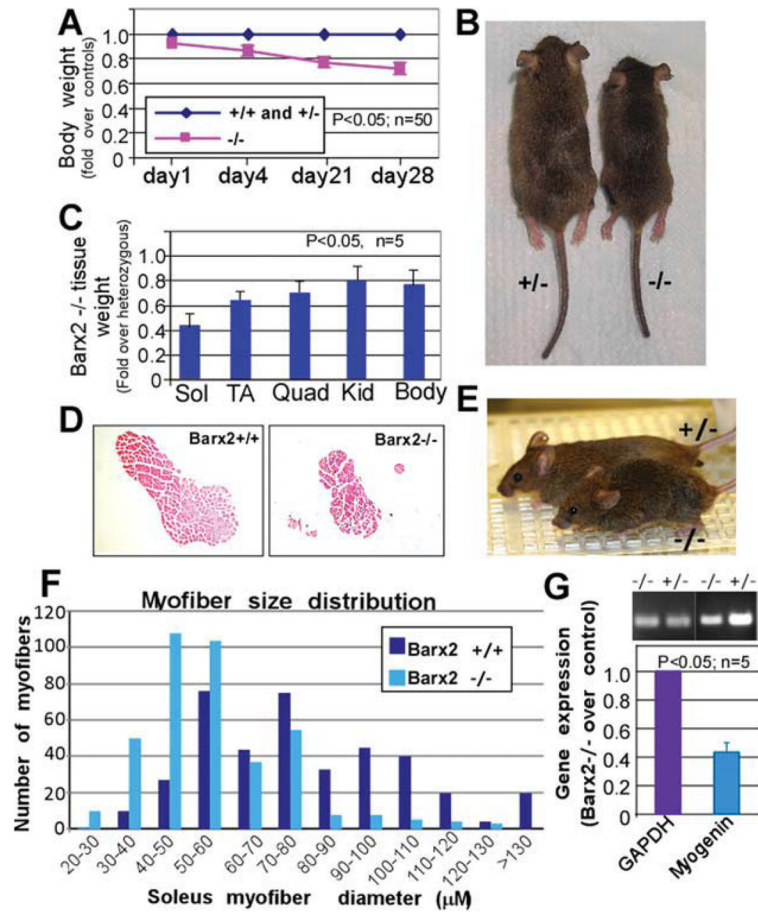 A
Body weight
(fold over controls)
1.0
0.8
0.6
0.4
0.2
0
+/+ and +/-
-/-
P<0.05; n=50
day1 day4 day21 day28
B
+/- -/-
C
Barx2 -/- tissue
weight
(Fold over heterozygous)
P<0.05, n=5
1.0
0.8
0.6
0.4
0.2
0
Sol TA Quad Kid Body
D
Barx2+/+
Barx2-/-
E
+/-
-/-
F
Myofiber size distribution
Number of myofibers
120
100
80
60
40
20
0
Barx2 +/+
Barx2 -/-
20-30 30-40 40-50 50-60 60-70 70-80 80-90 90-100 100-110 110-120 120-130 >130
Soleus myofiber diameter (µM)
G
-/- +/- -/- +/-
Gene expression
(Barx2-/- over control)
P<0.05; n=5
1.0
0.8
0.6
0.4
0.2
0
GAPDH Myogenin